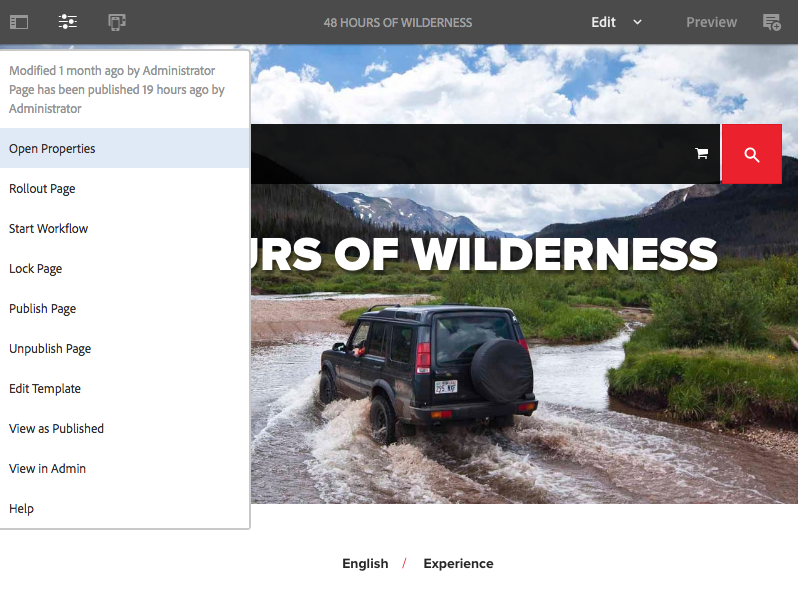 48 HOURS OF WILDERNESS
Edit
Preview
Modified 1 month ago by Administrator
Page has been published 19 hours ago by
Administrator
Open Properties
Rollout Page
Start Workflow
Lock Page
Publish Page
Unpublish Page
Edit Template
View as Published
View in Admin
Help
URS OF WILDERNESS
English / Experience